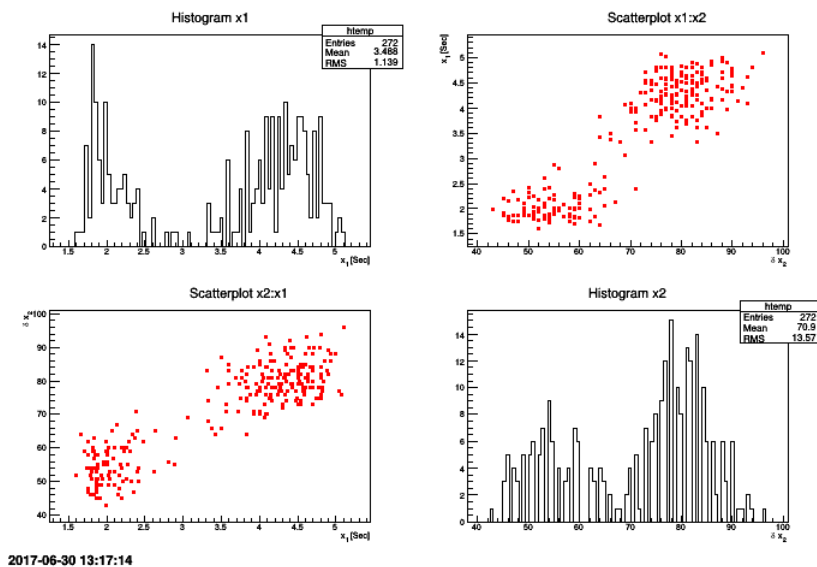 Histogram x1
htemp
Entries 272
Mean 3.488
RMS 1.139
14
12
10
8
6
4
2
0
1.5 2 2.5 3 3.5 4 4.5 5
x1 [Sec]
Scatterplot x1:x2
x1 [Sec]
5
4.5
4
3.5
3
2.5
2
1.5
40 50 60 70 80 90 100
δ x2
Scatterplot x2:x1
δ x2
100
90
80
70
60
50
40
1.5 2 2.5 3 3.5 4 4.5 5
x1 [Sec]
Histogram x2
htemp
Entries 272
Mean 70.9
RMS 13.57
14
12
10
8
6
4
2
0
40 50 60 70 80 90 100
δ x2
2017-06-30 13:17:14